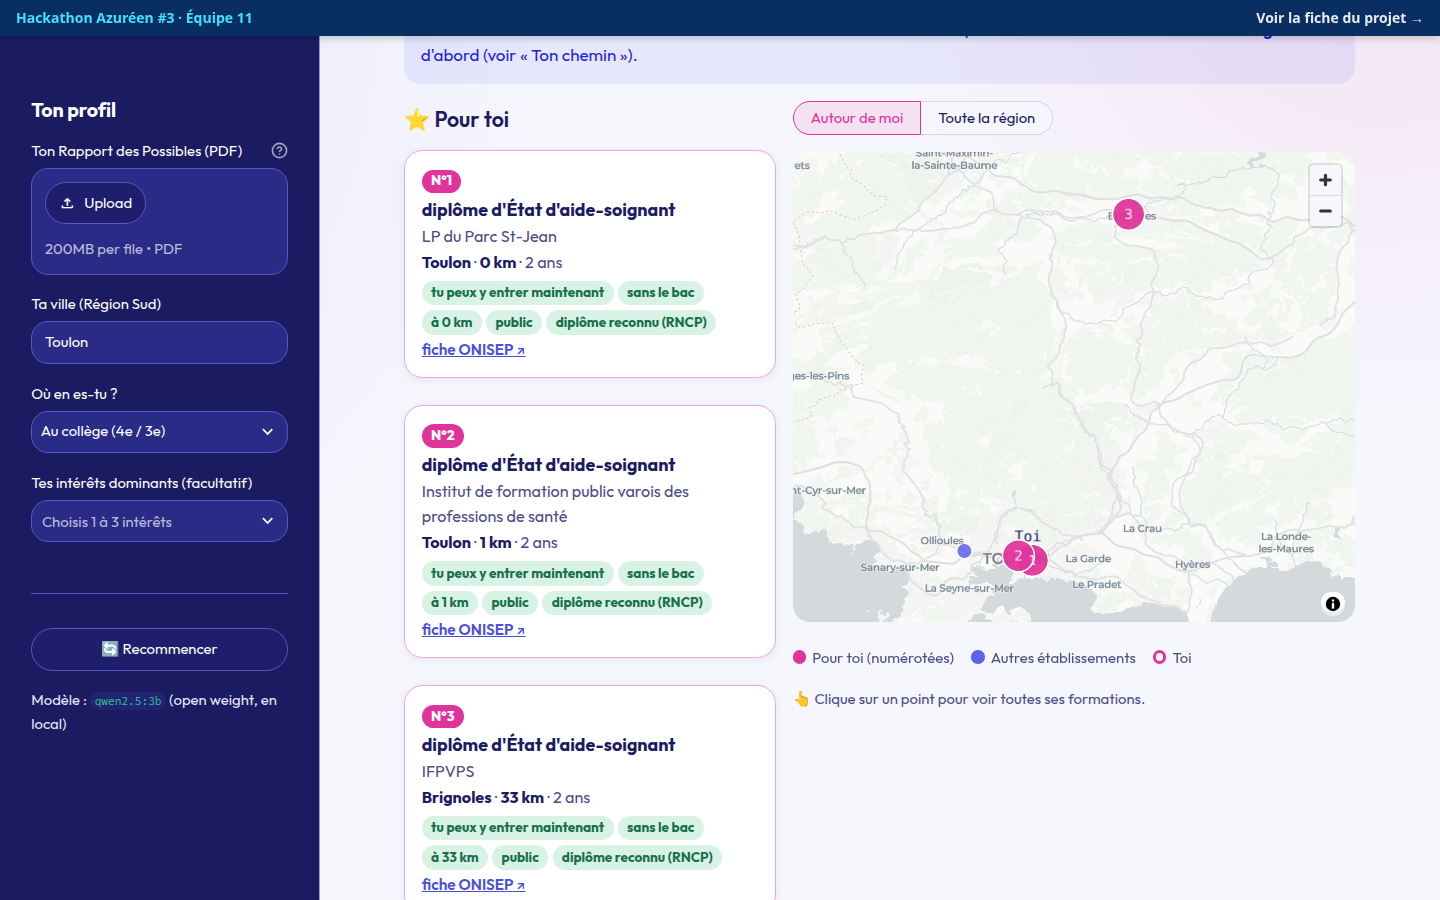 Hackathon Azuréen #3 · Équipe 11
Voir la fiche du projet →
Ton profil
Ton Rapport des Possibles (PDF)
Upload
200MB per file • PDF
Ta ville (Région Sud)
Toulon
Où en es-tu ?
Au collège (4e / 3e)
Tes intérêts dominants (facultatif)
Choisis 1 à 3 intérêts
🔄 Recommencer
Modèle : qwen2.5:3b (open weight, en
local)
d'abord (voir « Ton chemin »).
⭐ Pour toi
N°1
diplôme d'État d'aide-soignant
LP du Parc St-Jean
Toulon · 0 km · 2 ans
tu peux y entrer maintenant
sans le bac
à 0 km
public
diplôme reconnu (RNCP)
fiche ONISEP ↗
N°2
diplôme d'État d'aide-soignant
Institut de formation public varois des
professions de santé
Toulon · 1 km · 2 ans
tu peux y entrer maintenant
sans le bac
à 1 km
public
diplôme reconnu (RNCP)
fiche ONISEP ↗
N°3
diplôme d'État d'aide-soignant
IFPVPS
Brignoles · 33 km · 2 ans
tu peux y entrer maintenant
sans le bac
à 33 km
public
diplôme reconnu (RNCP)
fiche ONISEP ↗
Autour de moi
Toute la région
Saint-Maximin-
la-Sainte-Baume
3
Toi
Ollioules
2
1
La Crau
La Londe-
les-Maures
Sanary-sur-Mer
La Garde
Hyères
La Seyne-sur-Mer
Le Pradet
Pour toi (numérotées)
Autres établissements
Toi
👆 Clique sur un point pour voir toutes ses formations.